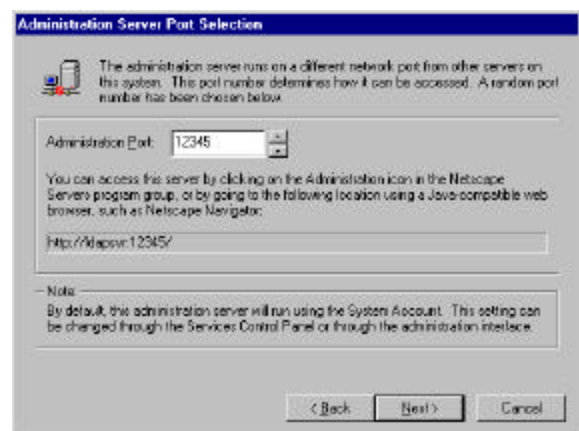 Administration Server Port Selection
The administration server runs on a different network port from other servers on
this system. This port number determines how it can be accessed. A random port
number has been chosen below.
Administration Port: 12345
You can access this server by clicking on the Administration icon in the Netscape
Servers program group, or by going to the following location using a Java-compatible web
browser, such as Netscape Navigator:
http://ldapsvr:12345/
Note:
By default, this administration server will run using the System Account. This setting can
be changed through the Services Control Panel or through the administration interface.
< Back
Next >
Cancel